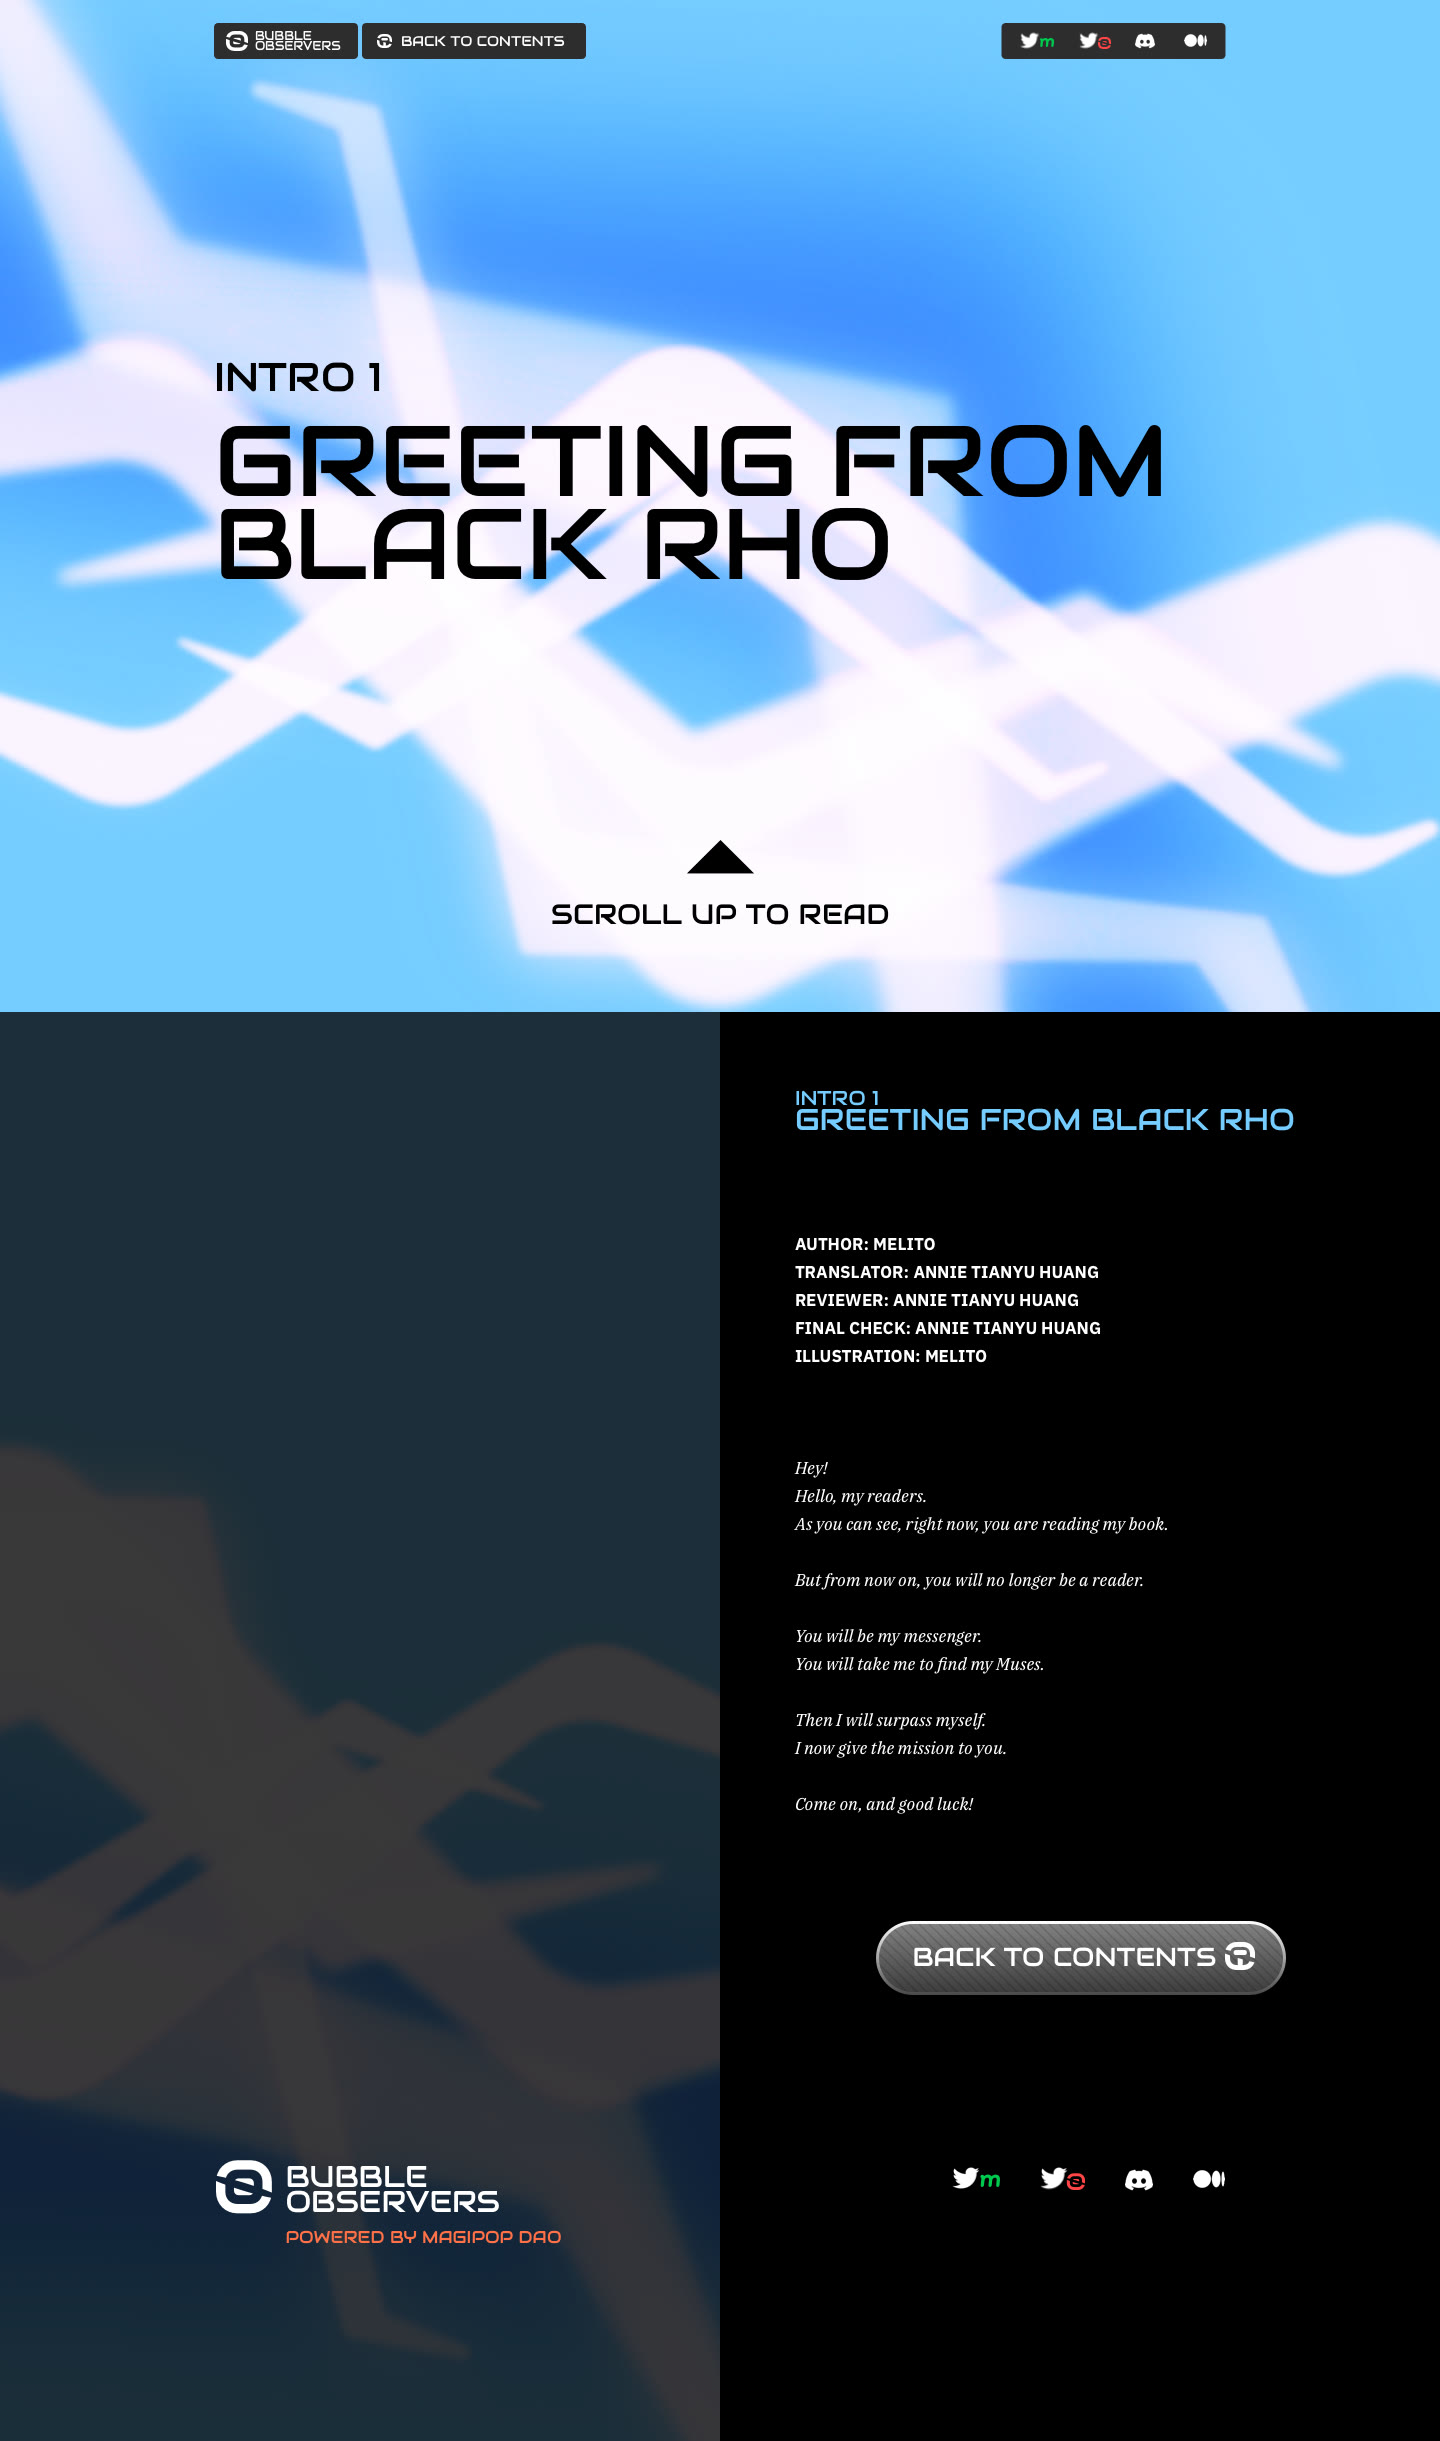 BUBBLE
OBSERVERS
BACK TO CONTENTS
m
INTRO 1
GREETING FROM
BLACK RHO
SCROLL UP TO READ
INTRO 1
GREETING FROM BLACK RHO
AUTHOR: MELITO
TRANSLATOR: ANNIE TIANYU HUANG
REVIEWER: ANNIE TIANYU HUANG
FINAL CHECK: ANNIE TIANYU HUANG
ILLUSTRATION: MELITO
Hey!
Hello, my readers.
As you can see, right now, you are reading my book.
But from now on, you will no longer be a reader.
You will be my messenger.
You will take me to find my Muses.
Then I will surpass myself.
I now give the mission to you.
Come on, and good luck!
BACK TO CONTENTS
BUBBLE
OBSERVERS
POWERED BY MAGIPOP DAO
m